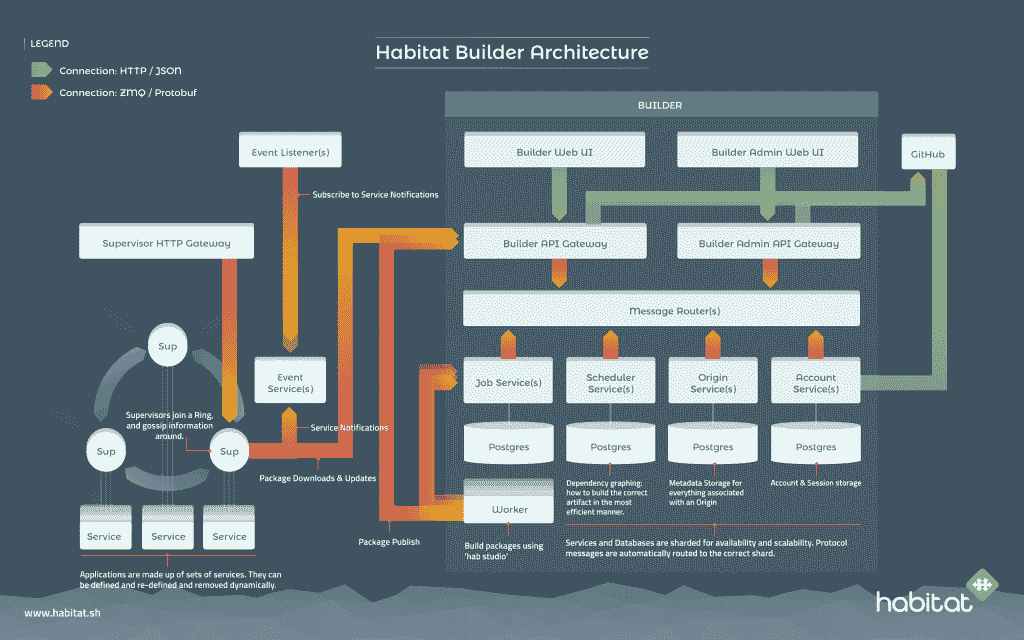 LEGEND
Connection: HTTP / JSON
Connection: ZMQ / Protobuf
Habitat Builder Architecture
BUILDER
Event Listener(s)
Builder Web UI
Builder Admin Web UI
GitHub
Subscribe to Service Notifications
Supervisor HTTP Gateway
Builder API Gateway
Builder Admin API Gateway
Message Router(s)
Sup
Event
Service(s)
Job Service(s)
Scheduler
Service(s)
Origin
Service(s)
Account
Service(s)
Supervisors join a Ring,
and gossip information
around.
Service Notifications
Sup
Sup
Postgres
Postgres
Postgres
Postgres
Package Downloads & Updates
Dependency graphing:
how to build the correct
artifact in the most
efficient manner.
Metadata Storage for
everything associated
with an Origin
Account & Session storage
Worker
Service
Service
Service
Package Publish
Build packages using
'hab studio'
Services and Databases are sharded for availability and scalability. Protocol
messages are automatically routed to the correct shard.
Applications are made up of sets of services. They can
be defined and re-defined and removed dynamically.
www.habitat.sh
habitat